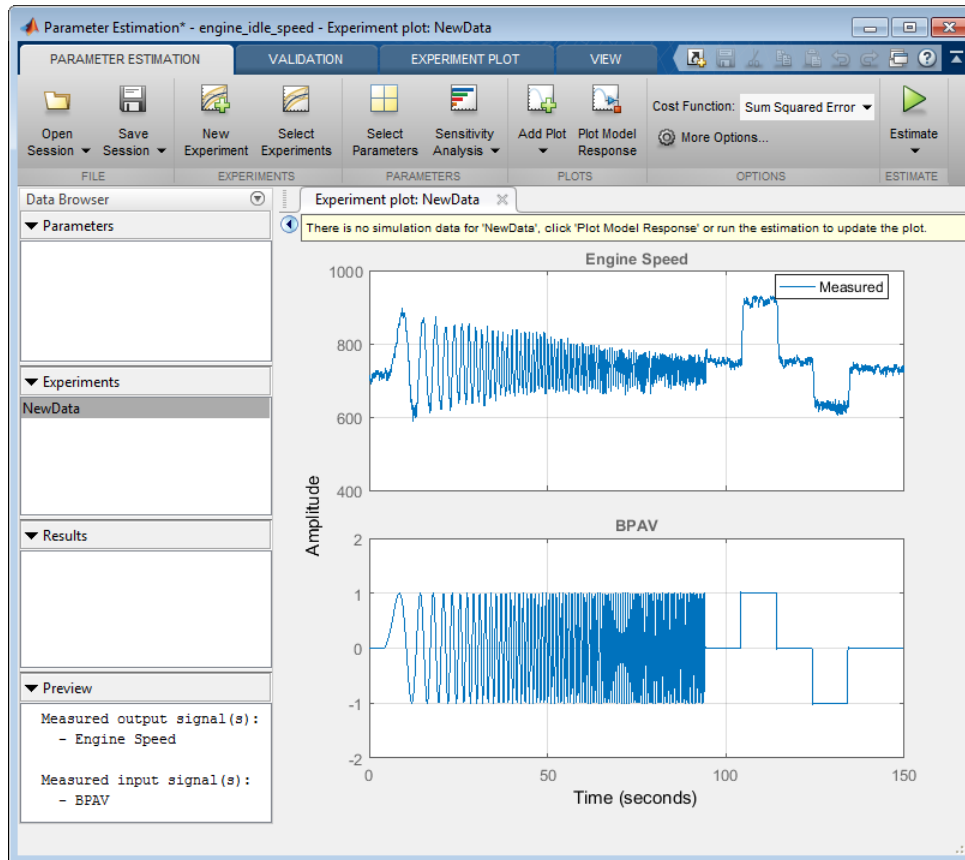 Parameter Estimation* - engine_idle_speed - Experiment plot: NewData
PARAMETER ESTIMATION VALIDATION EXPERIMENT PLOT VIEW
Open Session
Save Session
New Experiment
Select Experiments
Select Parameters
Sensitivity Analysis
Add Plot
Plot Model Response
Cost Function: Sum Squared Error
More Options...
Estimate
FILE EXPERIMENTS PARAMETERS PLOTS OPTIONS ESTIMATE
Data Browser
Parameters
Experiments
NewData
Results
Preview
Measured output signal(s):
- Engine Speed
Measured input signal(s):
- BPAV
Experiment plot: NewData
There is no simulation data for 'NewData', click 'Plot Model Response' or run the estimation to update the plot.
Engine Speed
Measured
1000
800
600
400
Amplitude
BPAV
2
1
0
-1
-2
0 50 100 150
Time (seconds)